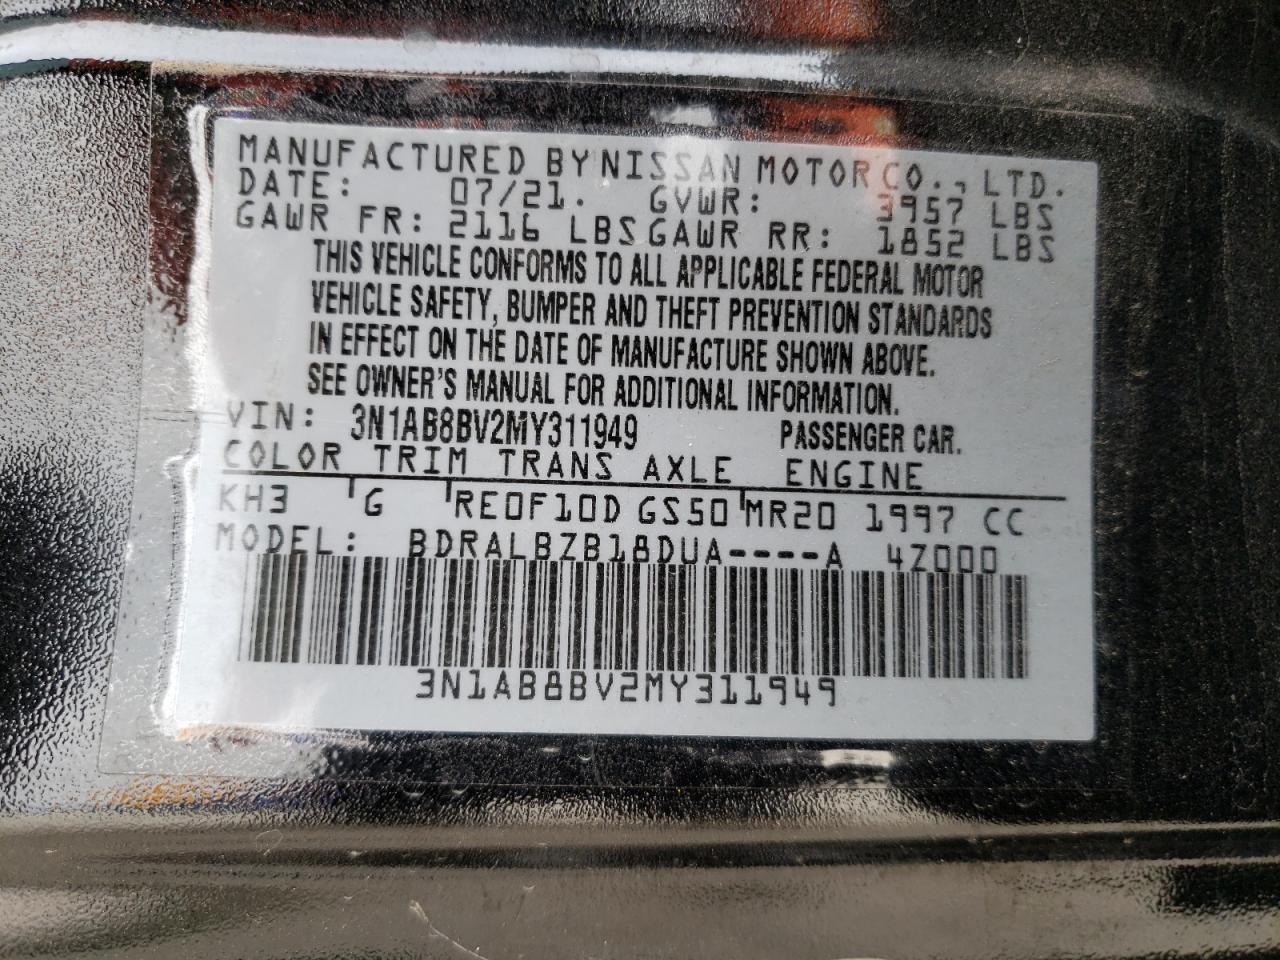 MANUFACTURED BY NISSAN MOTOR CO., LTD.
DATE: 07/21. GVWR: 3957 LBS
GAWR FR: 2116 LBS GAWR RR: 1852 LBS
THIS VEHICLE CONFORMS TO ALL APPLICABLE FEDERAL MOTOR
VEHICLE SAFETY, BUMPER AND THEFT PREVENTION STANDARDS
IN EFFECT ON THE DATE OF MANUFACTURE SHOWN ABOVE.
SEE OWNER'S MANUAL FOR ADDITIONAL INFORMATION.
VIN: 3N1AB8BV2MY311949 PASSENGER CAR.
COLOR TRIM TRANS AXLE ENGINE
KH3 G RE0F10D GS50 MR20 1997 CC
MODEL: BDRALBZB18DUA----A 4Z000
3N1AB8BV2MY311949